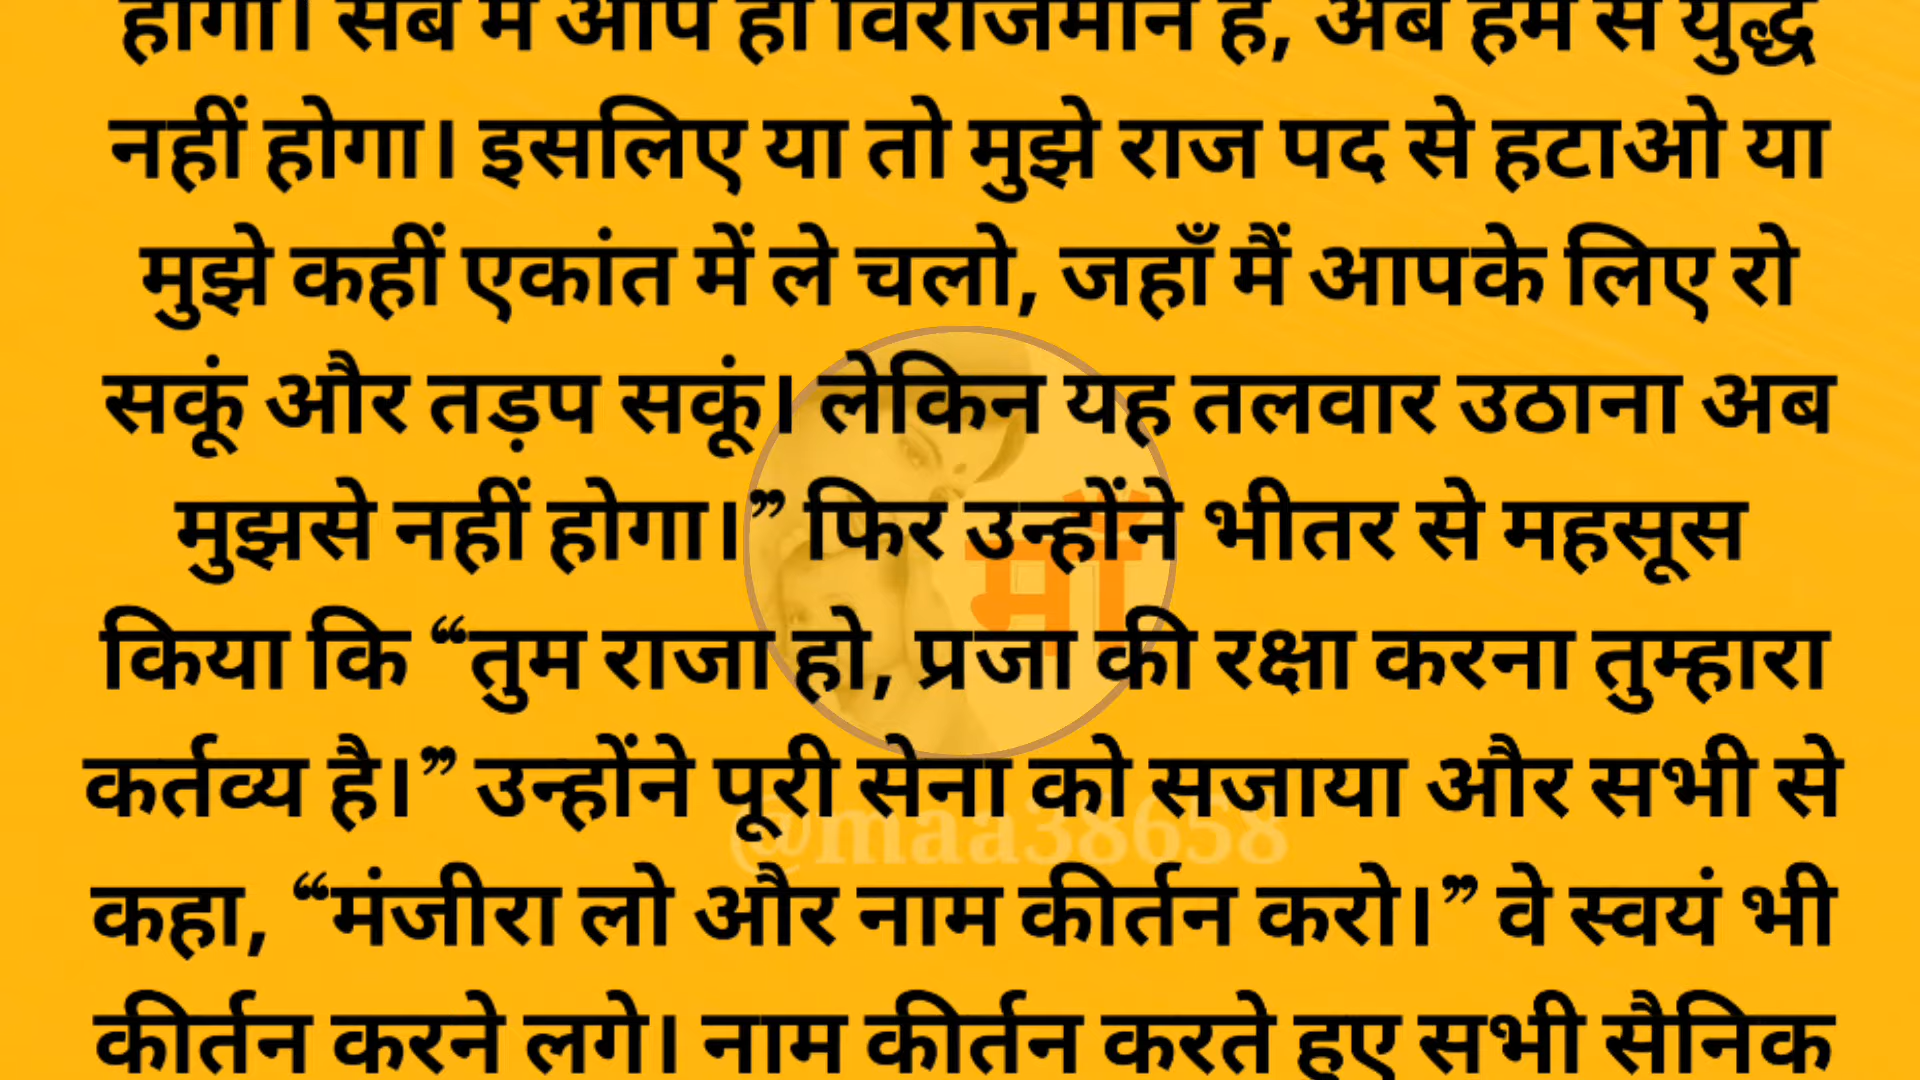 होगा। सब में आप ही विराजमान हैं, अब हम से युद्ध
नहीं होगा। इसलिए या तो मुझे राज पद से हटाओ या
मुझे कहीं एकांत में ले चलो, जहाँ मैं आपके लिए रो
सकूं और तड़प सकूं। लेकिन यह तलवार उठाना अब
मुझसे नहीं होगा।” फिर उन्होंने भीतर से महसूस
माँ
किया कि “तुम राजा हो, प्रजा की रक्षा करना तुम्हारा
कर्तव्य है।” उन्होंने पूरी सेना को सजाया और सभी से
@maa38658
कहा, “मंजीरा लो और नाम कीर्तन करो।” वे स्वयं भी
कीर्तन करने लगे। नाम कीर्तन करते हुए सभी सैनिक